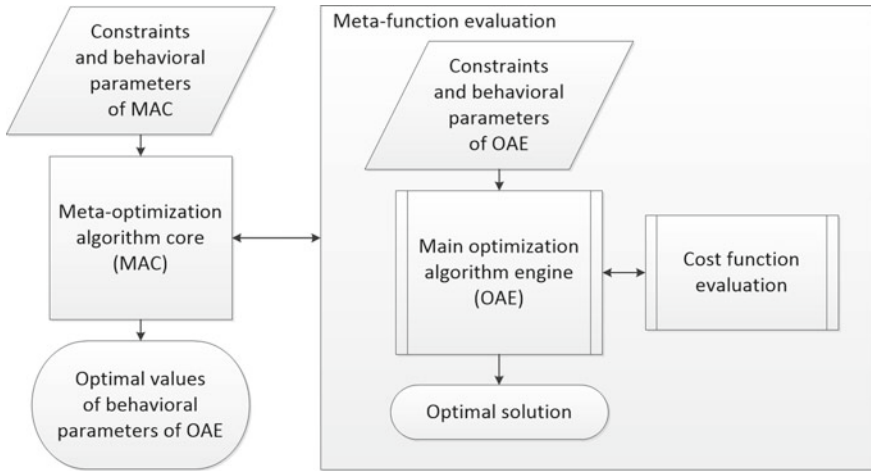 Constraints
and behavioral
parameters
of MAC
Meta-optimization
algorithm core
(MAC)
Optimal values
of behavioral
parameters of OAE
Meta-function evaluation
Constraints
and behavioral
parameters
of OAE
Main optimization
algorithm engine
(OAE)
Cost function
evaluation
Optimal solution